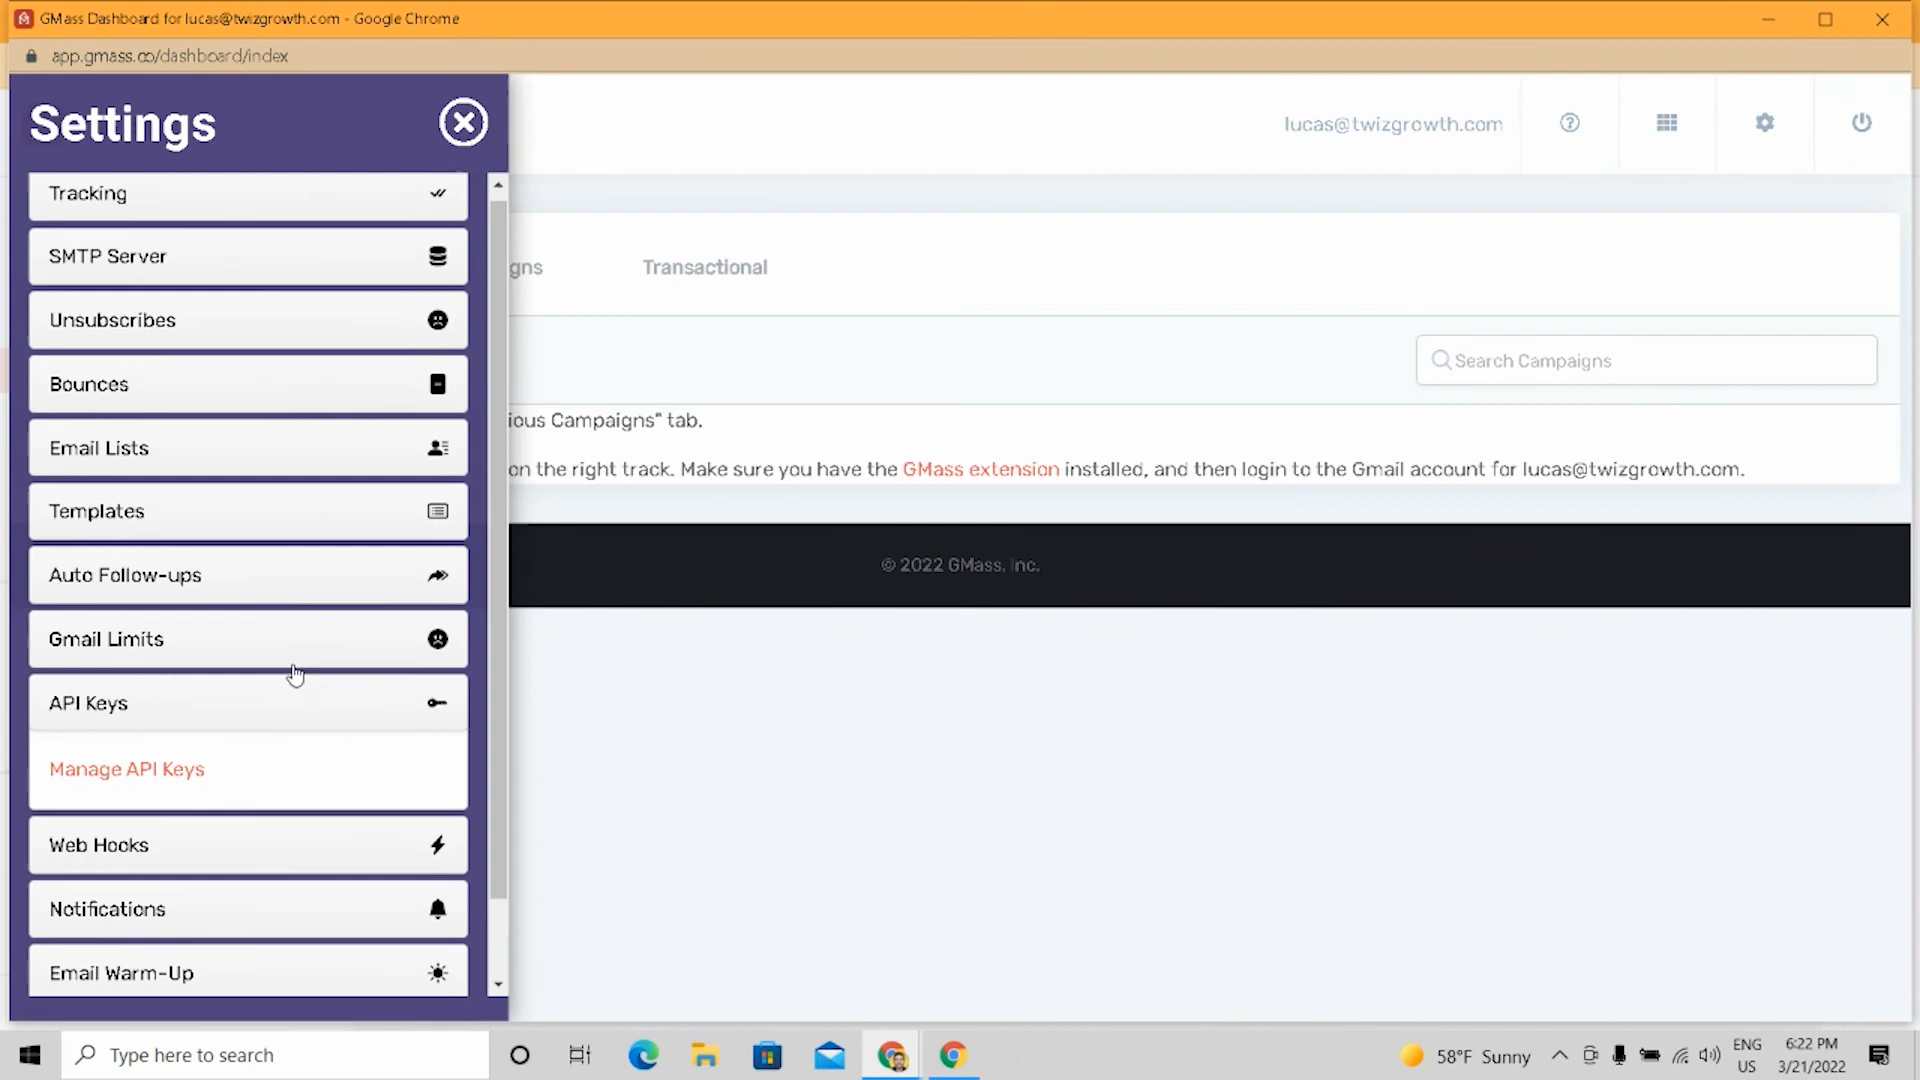 GMass Dashboard for lucas@twizgrowth.com - Google Chrome
app.gmass.co/dashboard/index
Settings
lucas@twizgrowth.com
Tracking
SMTP Server
gns
Transactional
Unsubscribes
Search Campaigns
Bounces
ious Campaigns" tab.
Email Lists
on the right track. Make sure you have the GMass extension installed, and then login to the Gmail account for lucas@twizgrowth.com.
Templates
Auto Follow-ups
© 2022 GMass, Inc.
Gmail Limits
API Keys
Manage API Keys
Web Hooks
Notifications
Email Warm-Up
Type here to search
58°F Sunny
ENG
US
6:22 PM
3/21/2022